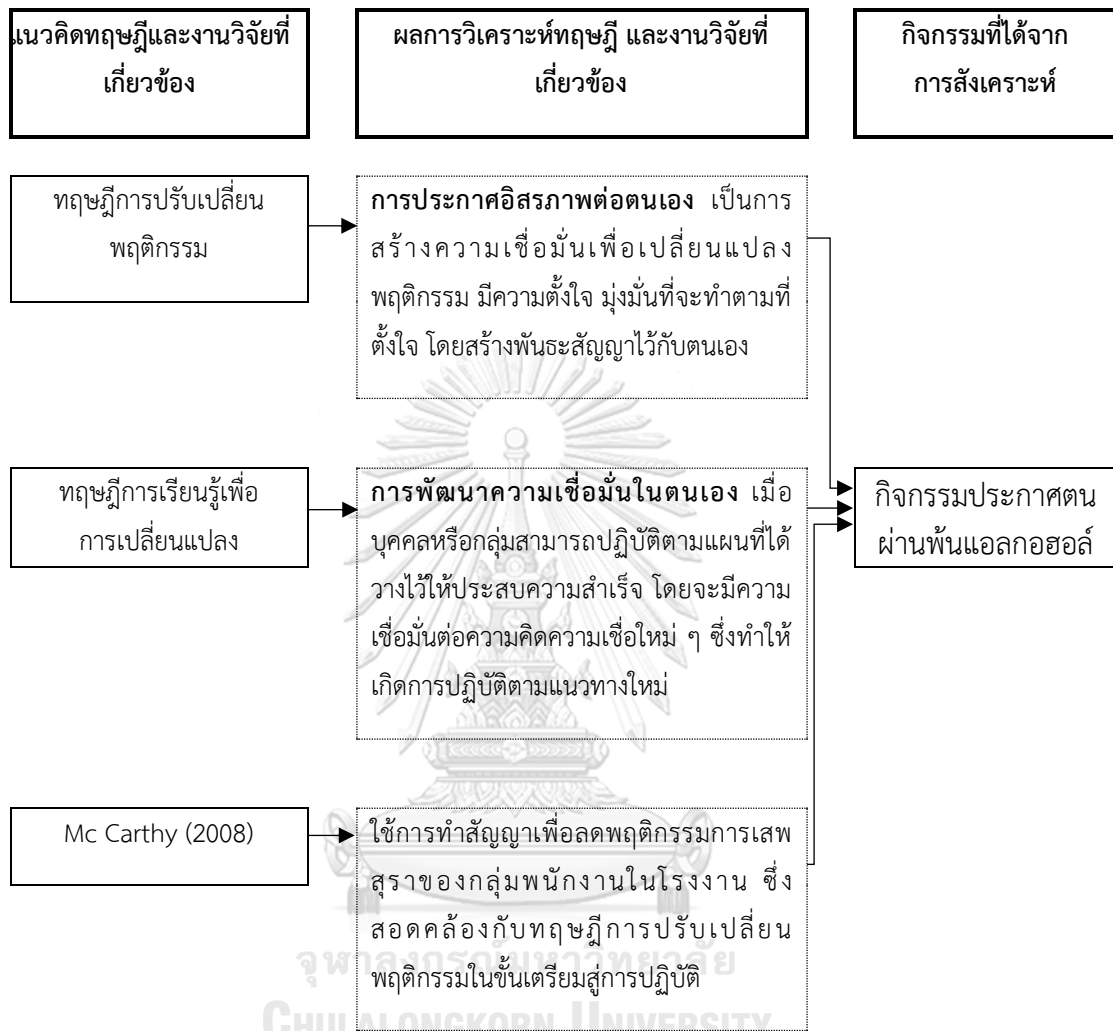 แนวคิดทฤษฎีและงานวิจัยที่
เกี่ยวข้อง
ผลการวิเคราะห์ทฤษฎี และงานวิจัยที่
เกี่ยวข้อง
กิจกรรมที่ได้จาก
การสังเคราะห์
ทฤษฎีการปรับเปลี่ยน
พฤติกรรม
การประกาศอิสรภาพต่อตนเอง เป็นการ
สร้างความเชื่อมั่นเพื่อเปลี่ยนแปลง
พฤติกรรม มีความตั้งใจ มุ่งมั่นที่จะทำตามที่
ตั้งใจ โดยสร้างพันธะสัญญาไว้กับตนเอง
ทฤษฎีการเรียนรู้เพื่อ
การเปลี่ยนแปลง
การพัฒนาความเชื่อมั่นในตนเอง เมื่อ
บุคคลหรือกลุ่มสามารถปฏิบัติตามแผนที่ได้
วางไว้ให้ประสบความสำเร็จ โดยจะมีความ
เชื่อมั่นต่อความคิดความเชื่อใหม่ ๆ ซึ่งทำให้
เกิดการปฏิบัติตามแนวทางใหม่
กิจกรรมประกาศตน
ผ่านพ้นแอลกอฮอล์
Mc Carthy (2008)
ใช้การทำสัญญาเพื่อลดพฤติกรรมการเสพ
สุราของกลุ่มพนักงานในโรงงาน ซึ่ง
สอดคล้องกับทฤษฎีการปรับเปลี่ยน
พฤติกรรมในขั้นเตรียมสู่การปฏิบัติ
จุฬาลงกรณ์มหาวิทยาลัย
CHULALONGKORN UNIVERSITY